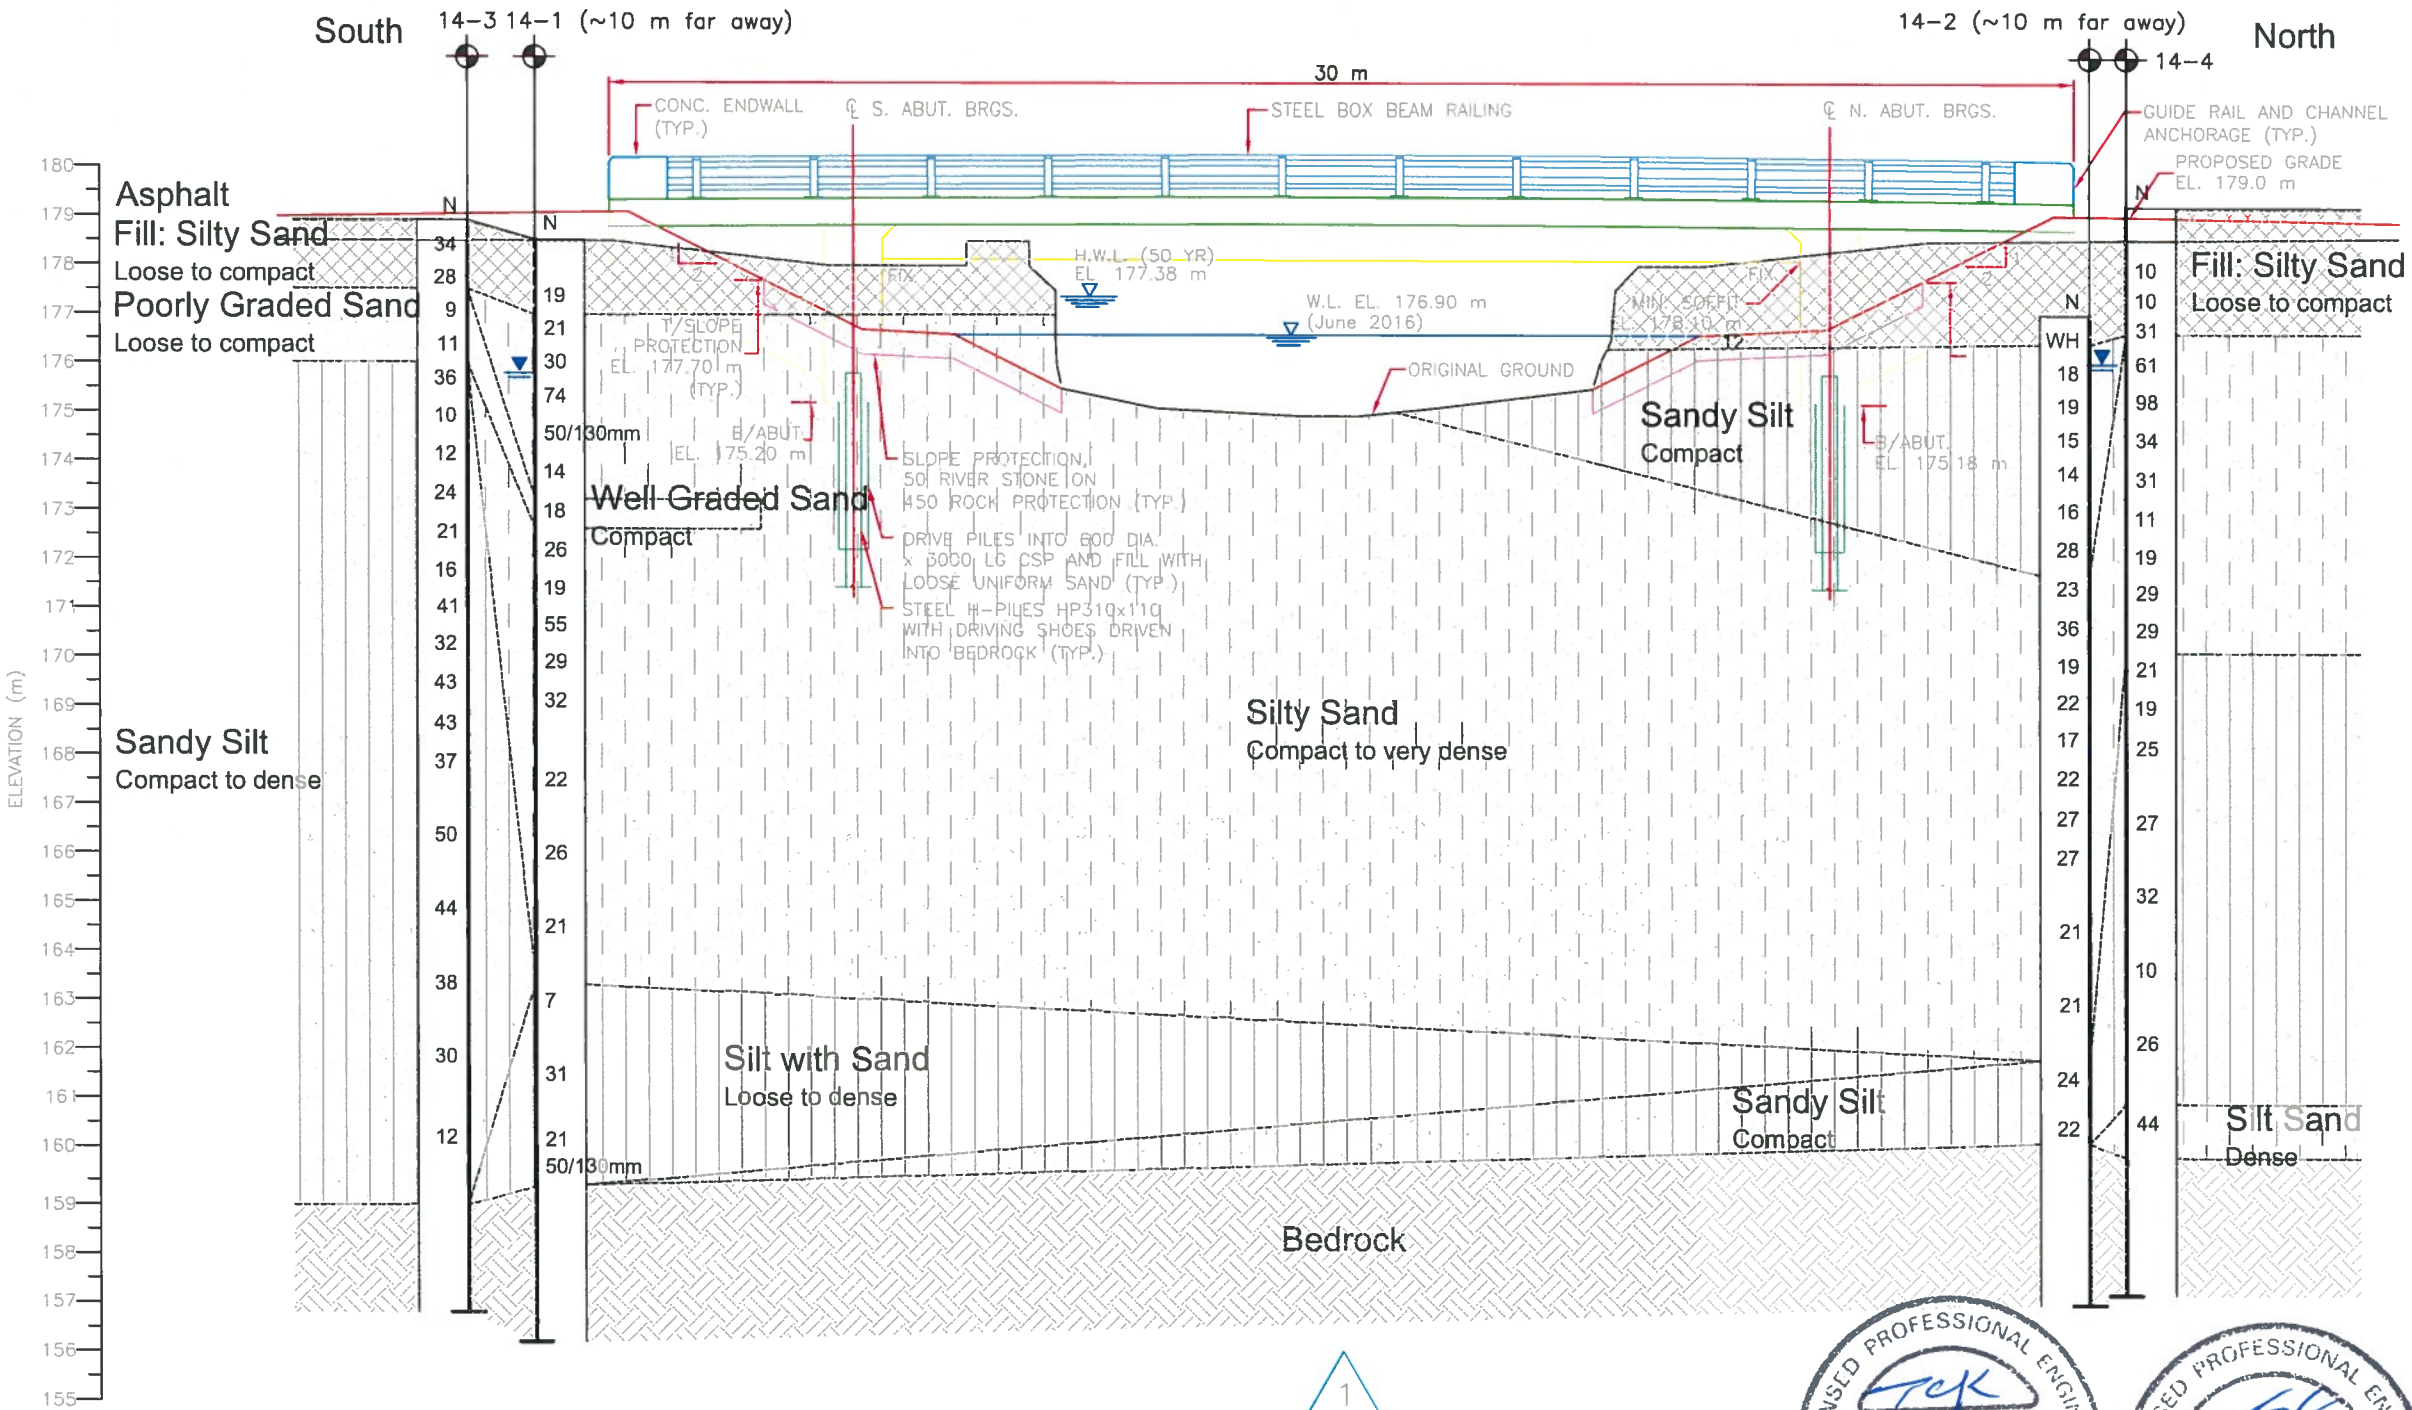 South
14-3 14-1 (~10 m far away)
14-2 (~10 m far away)
North
14-4
30 m
CONC. ENDWALL
(TYP.)
℄ S. ABUT. BRGS.
STEEL BOX BEAM RAILING
℄ N. ABUT. BRGS.
GUIDE RAIL AND CHANNEL
ANCHORAGE (TYP.)
PROPOSED GRADE
EL. 179.0 m
ELEVATION (m)
180
179
178
177
176
175
174
173
172
171
170
169
168
167
166
165
164
163
162
161
160
159
158
157
156
155
Asphalt
Fill: Silty Sand
Loose to compact
Poorly Graded Sand
Loose to compact
Sandy Silt
Compact to dense
N
34
28
9
11
36
10
12
24
21
16
41
32
43
43
37
50
44
38
30
12
N
19
21
30
74
50/130mm
14
18
26
19
55
29
32
22
26
21
7
31
21
50/130mm
2
FIX
T/SLOPE
PROTECTION
EL. 177.70 m
(TYP.)
B/ABUT.
EL. 175.20 m
Well Graded Sand
Compact
H.W.L. (50 YR)
EL 177.38 m
W.L. EL. 176.90 m
(June 2016)
ORIGINAL GROUND
SLOPE PROTECTION,
50 RIVER STONE ON
450 ROCK PROTECTION (TYP.)
DRIVE PILES INTO 600 DIA.
x 3000 LG CSP AND FILL WITH
LOOSE UNIFORM SAND (TYP.)
STEEL H-PILES HP310x110
WITH DRIVING SHOES DRIVEN
INTO BEDROCK (TYP.)
FIX
MIN. SOFFIT
EL. 178.10 m
12
1
2
Sandy Silt
Compact
B/ABUT.
EL. 175.18 m
Silty Sand
Compact to very dense
Silt with Sand
Loose to dense
Sandy Silt
Compact
Bedrock
N
WH
18
19
15
14
16
28
23
36
19
22
17
22
27
27
21
21
24
22
N
10
10
31
61
98
34
31
11
19
29
29
21
19
25
27
32
10
26
44
Fill: Silty Sand
Loose to compact
Silt Sand
Dense
1
PROFESSIONAL
PROFESSIONAL